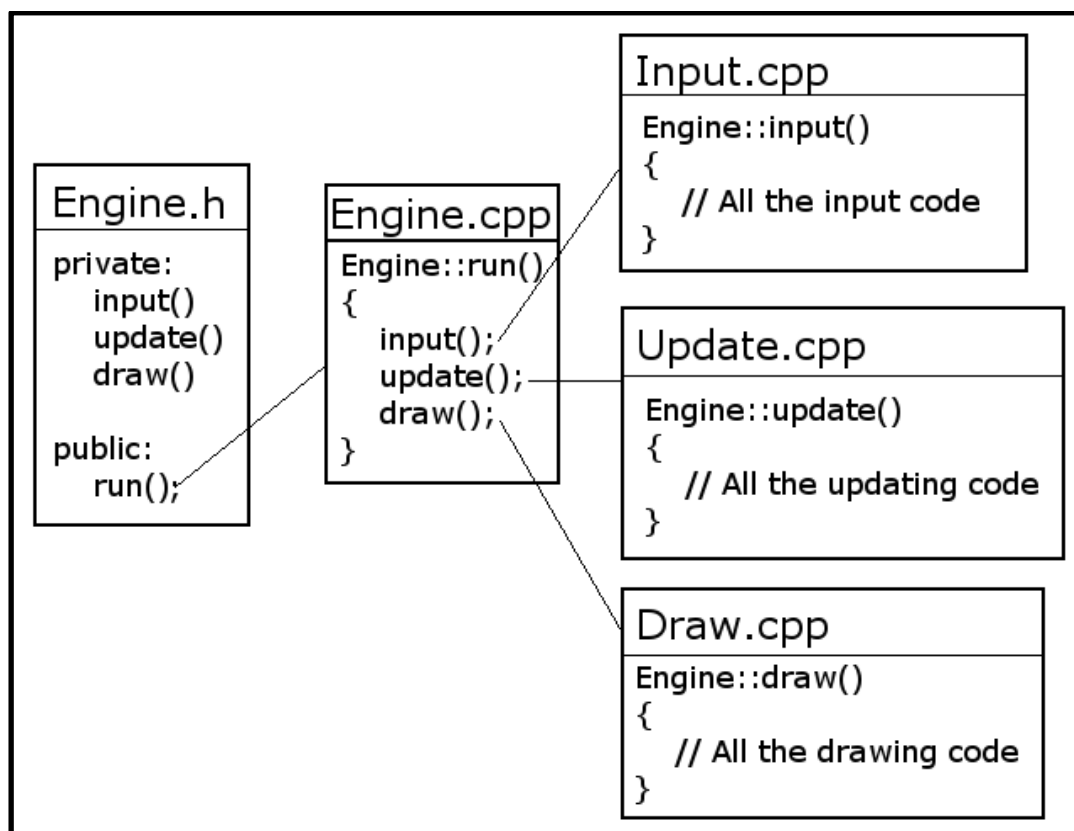 Engine.h
private:
input()
update()
draw()
public:
run();
Engine.cpp
Engine::run()
{
input();
update();
draw();
}
Input.cpp
Engine::input()
{
// All the input code
}
Update.cpp
Engine::update()
{
// All the updating code
}
Draw.cpp
Engine::draw()
{
// All the drawing code
}